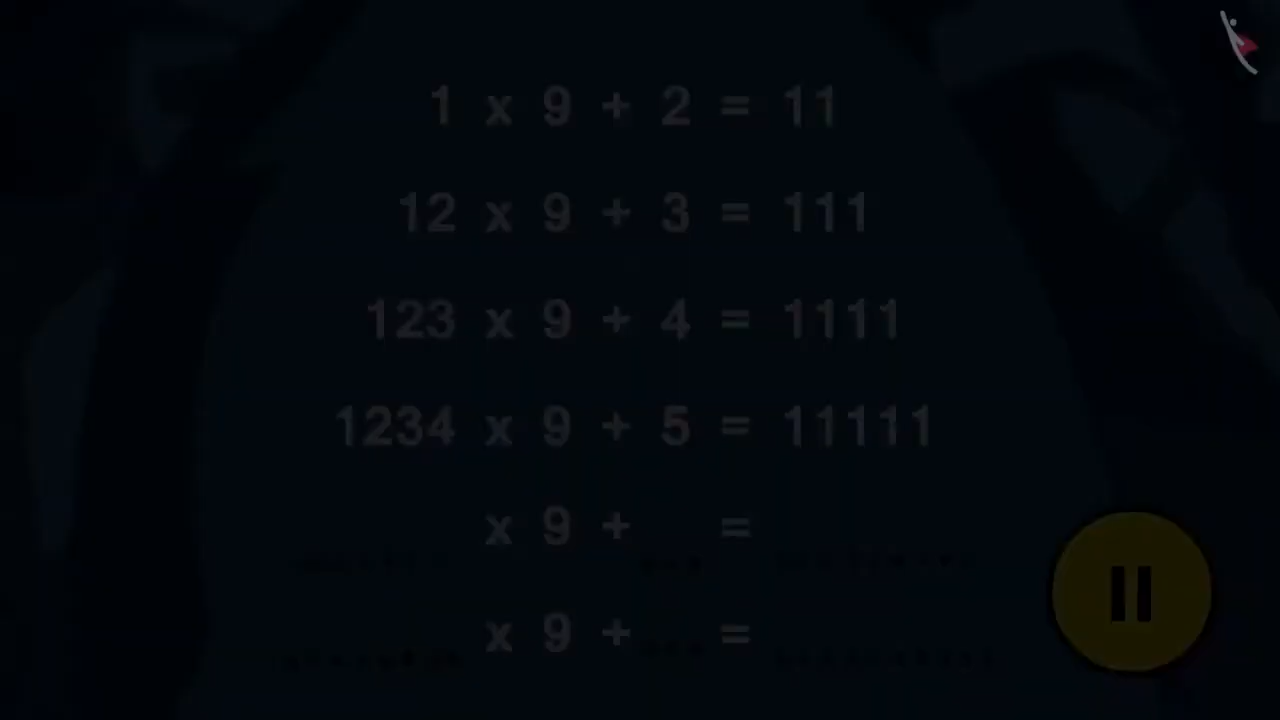 1 x 9 + 2 = 11
12 x 9 + 3 = 111
123 x 9 + 4 = 1111
1234 x 9 + 5 = 11111
x 9 + =
x 9 + =